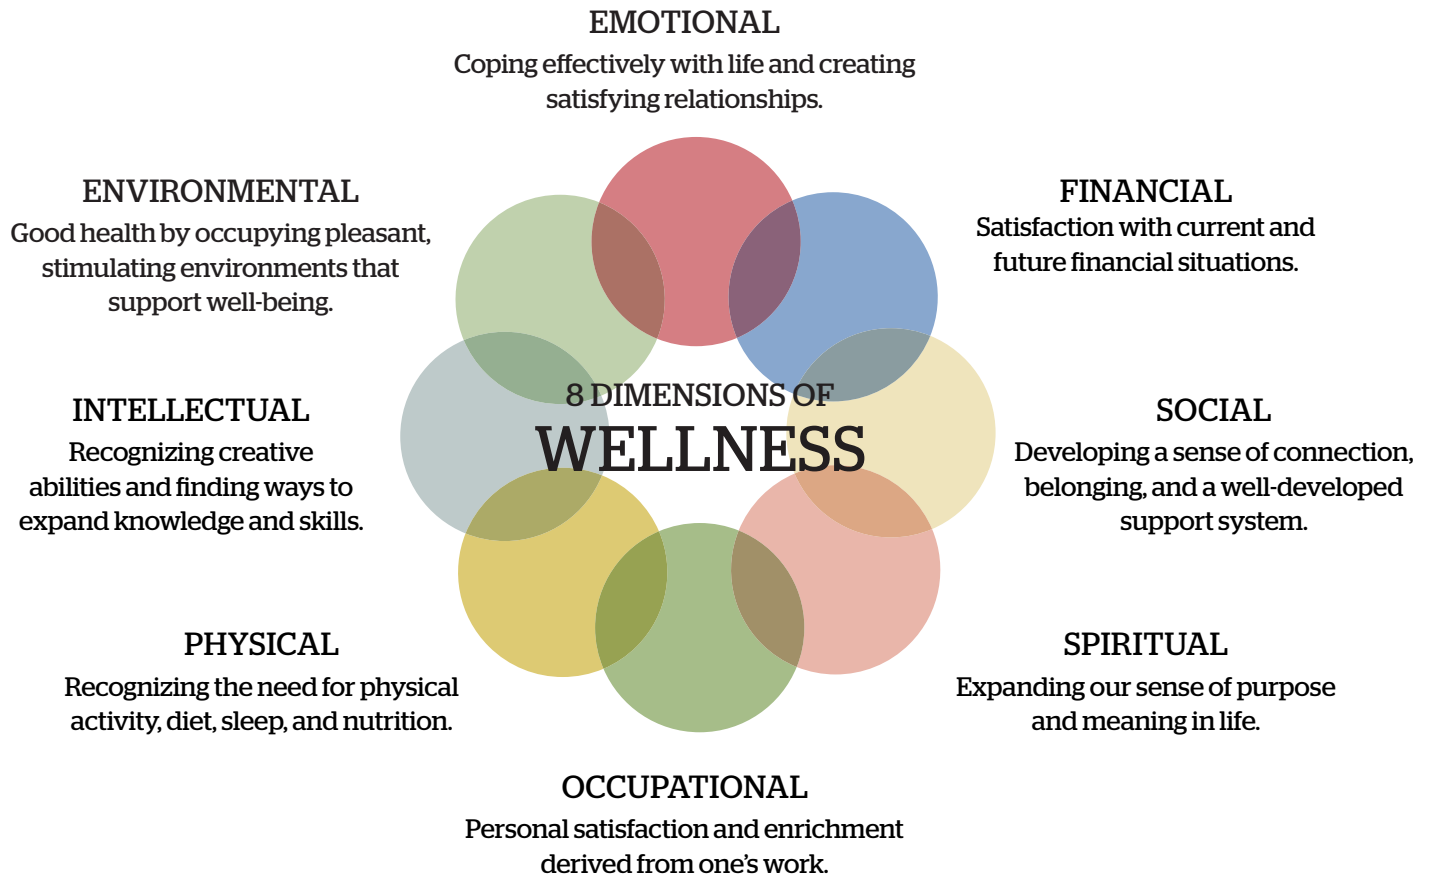 EMOTIONAL
Coping effectively with life and creating
satisfying relationships.
ENVIRONMENTAL
Good health by occupying pleasant,
stimulating environments that
support well-being.
FINANCIAL
Satisfaction with current and
future financial situations.
8 DIMENSIONS OF
WELLNESS
INTELLECTUAL
Recognizing creative
abilities and finding ways to
expand knowledge and skills.
SOCIAL
Developing a sense of connection,
belonging, and a well-developed
support system.
PHYSICAL
Recognizing the need for physical
activity, diet, sleep, and nutrition.
SPIRITUAL
Expanding our sense of purpose
and meaning in life.
OCCUPATIONAL
Personal satisfaction and enrichment
derived from one’s work.